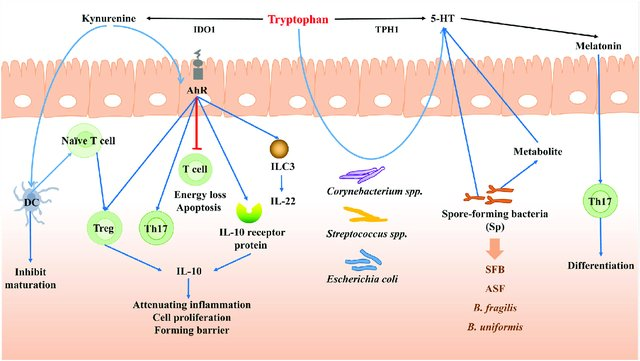 Kynurenine
IDO1
Tryptophan
TPH1
5-HT
Melatonin
AhR
Naïve T cell
T cell
Energy loss
Apoptosis
ILC3
IL-22
DC
Treg
Th17
IL-10 receptor
protein
Inhibit
maturation
IL-10
Attenuating inflammation
Cell proliferation
Forming barrier
Corynebacterium spp.
Streptococcus spp.
Escherichia coli
Metabolite
Spore-forming bacteria
(Sp)
SFB
ASF
B. fragilis
B. uniformis
Th17
Differentiation